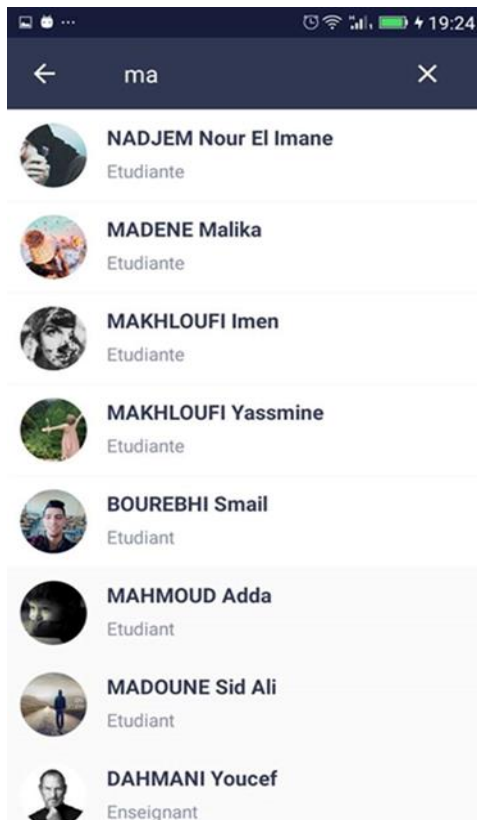 19:24
ma
NADJEM Nour El Imane
Etudiante
MADENE Malika
Etudiante
MAKHLOUFI Imen
Etudiante
MAKHLOUFI Yassmine
Etudiante
BOUREBHI Smail
Etudiant
MAHMOUD Adda
Etudiant
MADOUNE Sid Ali
Etudiant
DAHMANI Youcef
Enseignant